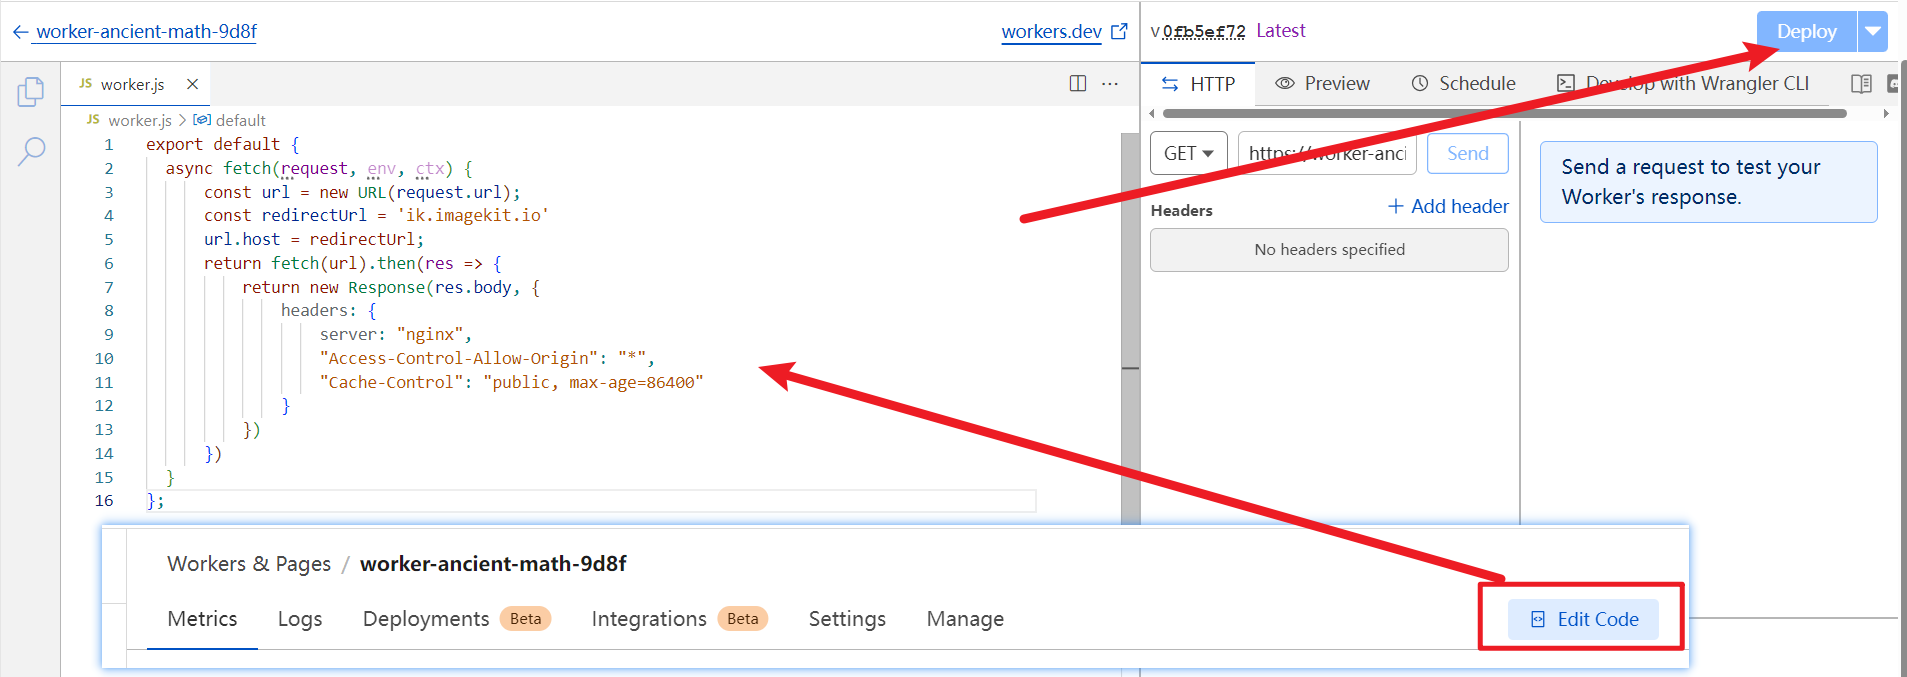 worker-ancient-math-9d8f
workers.dev
v0fb5ef72 Latest
Deploy
JS worker.js
HTTP
Preview
Schedule
Develop with Wrangler CLI
JS worker.js > default
1 export default {
2 async fetch(request, env, ctx) {
3 const url = new URL(request.url);
4 const redirectUrl = 'ik.imagekit.io'
5 url.host = redirectUrl;
6 return fetch(url).then(res => {
7 return new Response(res.body, {
8 headers: {
9 server: "nginx",
10 "Access-Control-Allow-Origin": "*",
11 "Cache-Control": "public, max-age=86400"
12 }
13 })
14 })
15 }
16 };
GET
https://worker-anci
Send
Headers
+ Add header
No headers specified
Send a request to test your
Worker's response.
Workers & Pages / worker-ancient-math-9d8f
Metrics
Logs
Deployments Beta
Integrations Beta
Settings
Manage
Edit Code